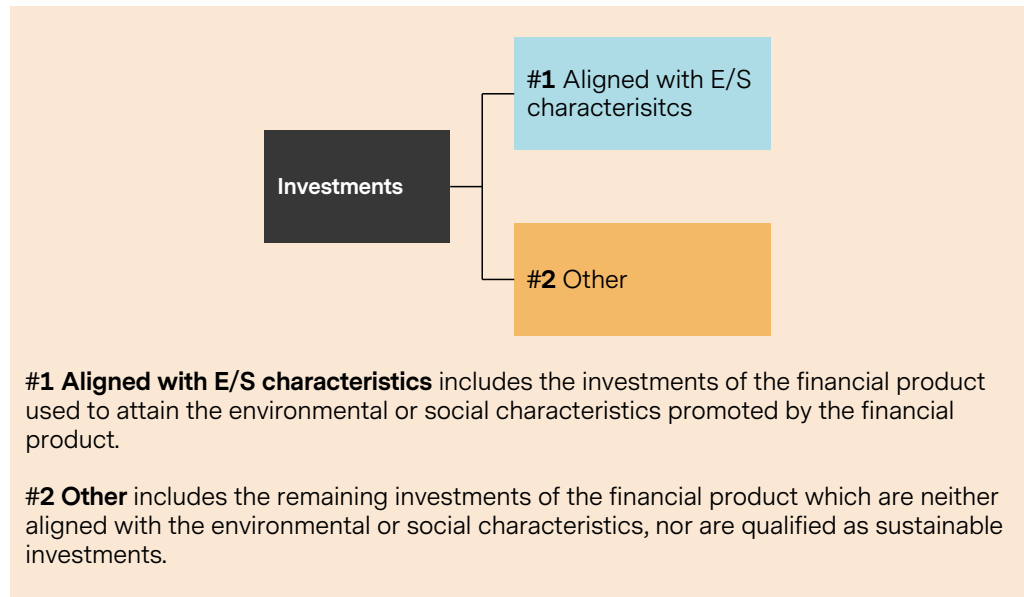 #1 Aligned with E/S
characterisitcs
Investments
#2 Other
#1 Aligned with E/S characteristics includes the investments of the financial product
used to attain the environmental or social characteristics promoted by the financial
product.
#2 Other includes the remaining investments of the financial product which are neither
aligned with the environmental or social characteristics, nor are qualified as sustainable
investments.